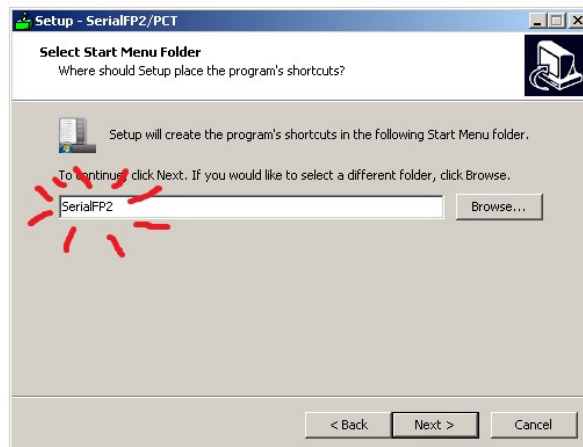 Setup - SerialFP2/PCT
Select Start Menu Folder
Where should Setup place the program's shortcuts?
Setup will create the program's shortcuts in the following Start Menu folder.
To continue, click Next. If you would like to select a different folder, click Browse.
SerialFP2
Browse...
< Back
Next >
Cancel